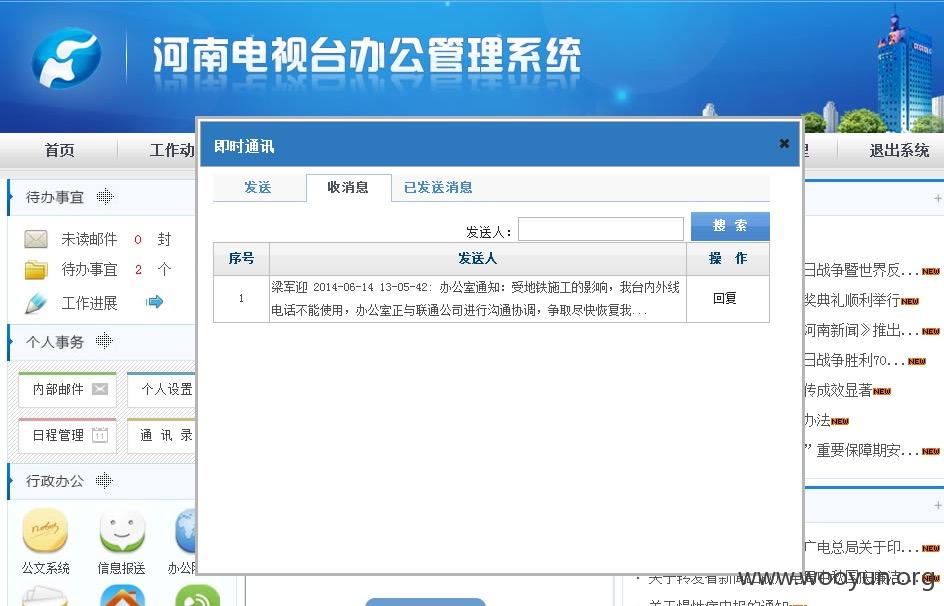 河南电视台办公管理系统
首页
工作动
退出系统
即时通讯
发送
收消息
已发送消息
发送人：
搜 索
序号
发送人
操 作
1
梁军迎 2014-06-14 13-05-42: 办公室通知：受地铁施工的影响，我台内外线
电话不能使用，办公室正与联通公司进行沟通协调，争取尽快恢复我...
回复
待办事宜
未读邮件 0 封
待办事宜 2 个
工作进展
个人事务
内部邮件
个人设置
日程管理
11
通 讯 录
行政办公
公文系统
信息报送
日战争暨世界反... NEW
奖典礼顺利举行 NEW
河南新闻》推出... NEW
日战争胜利70... NEW
传成效显著 NEW
办法 NEW
”重要保障期安... NEW
广电总局关于印... NEW
www.wooyun.org